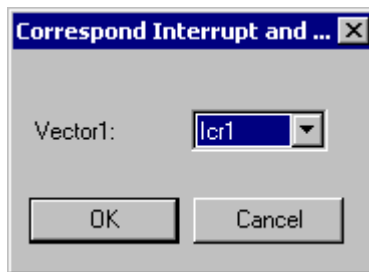 Correspond Interrupt and ...
Vector1:
Icr1
OK
Cancel